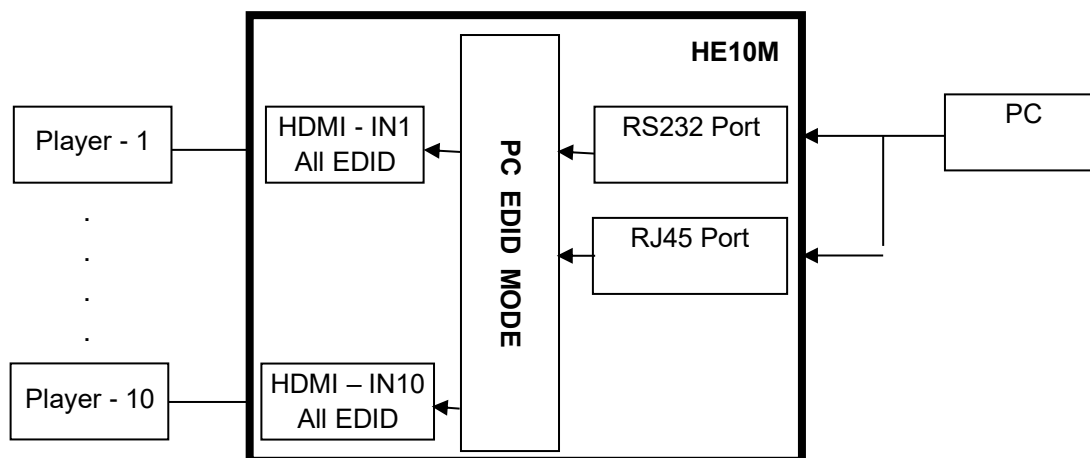 HE10M
Player - 1
.
.
.
.
Player - 10
HDMI - IN1
All EDID
HDMI – IN10
All EDID
PC EDID MODE
RS232 Port
RJ45 Port
PC